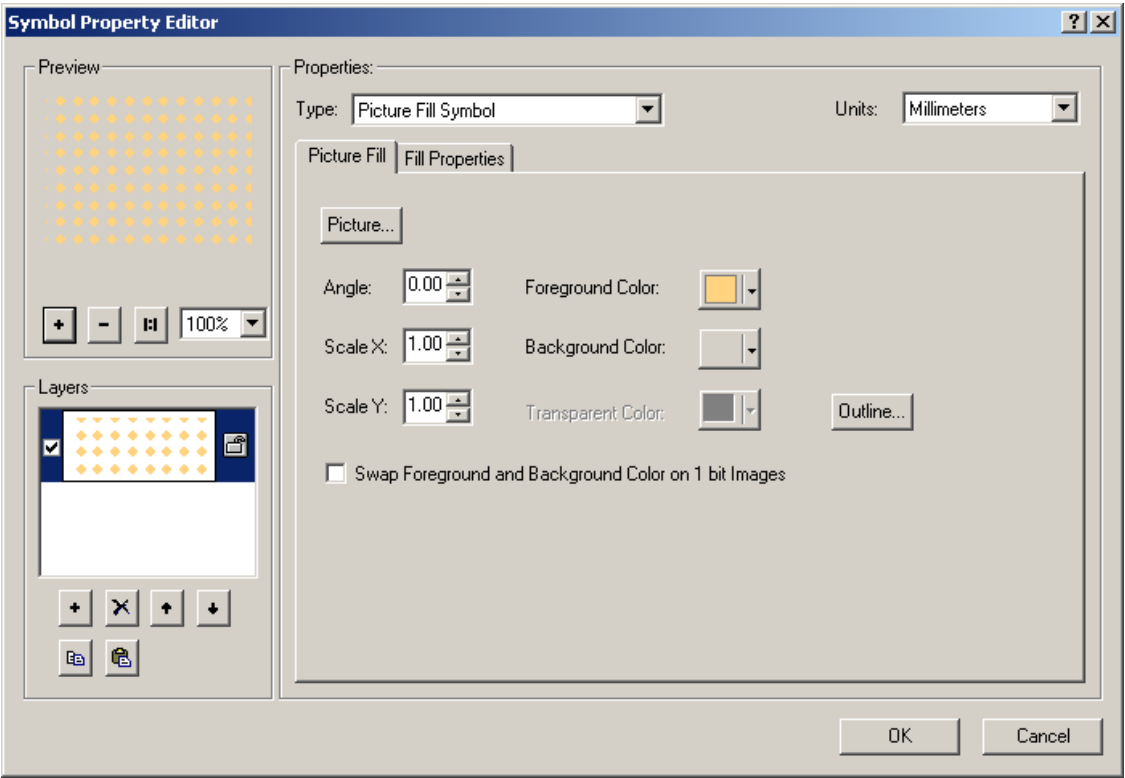 Symbol Property Editor
Preview
100%
Layers
Properties:
Type: Picture Fill Symbol
Units: Millimeters
Picture Fill
Fill Properties
Picture...
Angle: 0.00
Foreground Color:
Scale X: 1.00
Background Color:
Scale Y: 1.00
Transparent Color:
Outline...
Swap Foreground and Background Color on 1 bit Images
OK
Cancel